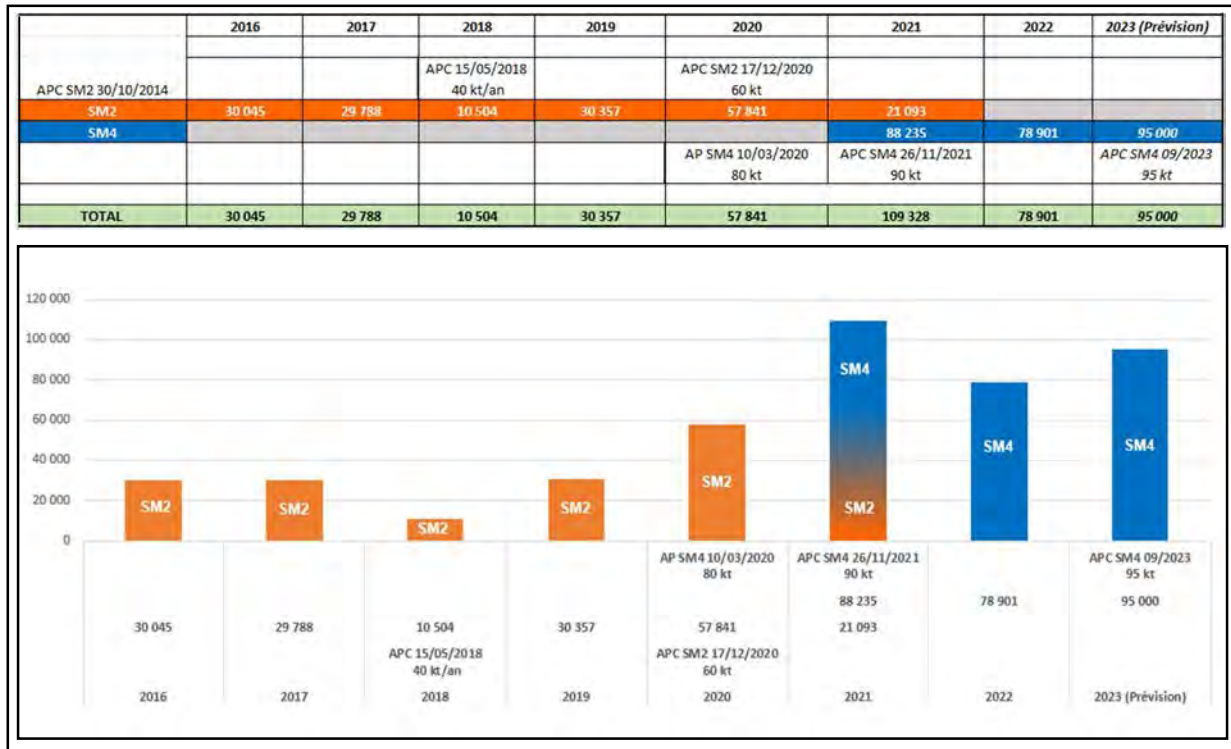 2016 2017 2018 2019 2020 2021 2022 2023 (Prévision)
APC 15/05/2018 APC SM2 17/12/2020
APC SM2 30/10/2014 40 kt/an 60 kt
SM2 30 045 29 788 10 504 30 357 57 841 21 093
SM4 88 235 78 901 95 000
AP SM4 10/03/2020 APC SM4 26/11/2021 APC SM4 09/2023
80 kt 90 kt 95 kt
TOTAL 30 045 29 788 10 504 30 357 57 841 109 328 78 901 95 000
120 000
100 000
80 000
60 000
40 000
20 000
0
SM2
SM2
SM2
SM2
SM2
SM4
SM2
SM4
SM4
AP SM4 10/03/2020 APC SM4 26/11/2021 APC SM4 09/2023
80 kt 90 kt 95 kt
88 235 78 901 95 000
30 045 29 788 10 504 30 357 57 841 21 093
APC 15/05/2018 APC SM2 17/12/2020
40 kt/an 60 kt
2016 2017 2018 2019 2020 2021 2022 2023 (Prévision)